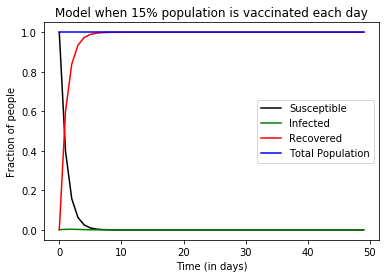 Model when 15% population is vaccinated each day
Fraction of people
1.0
0.8
0.6
0.4
0.2
0.0
Susceptible
Infected
Recovered
Total Population
0 10 20 30 40 50
Time (in days)